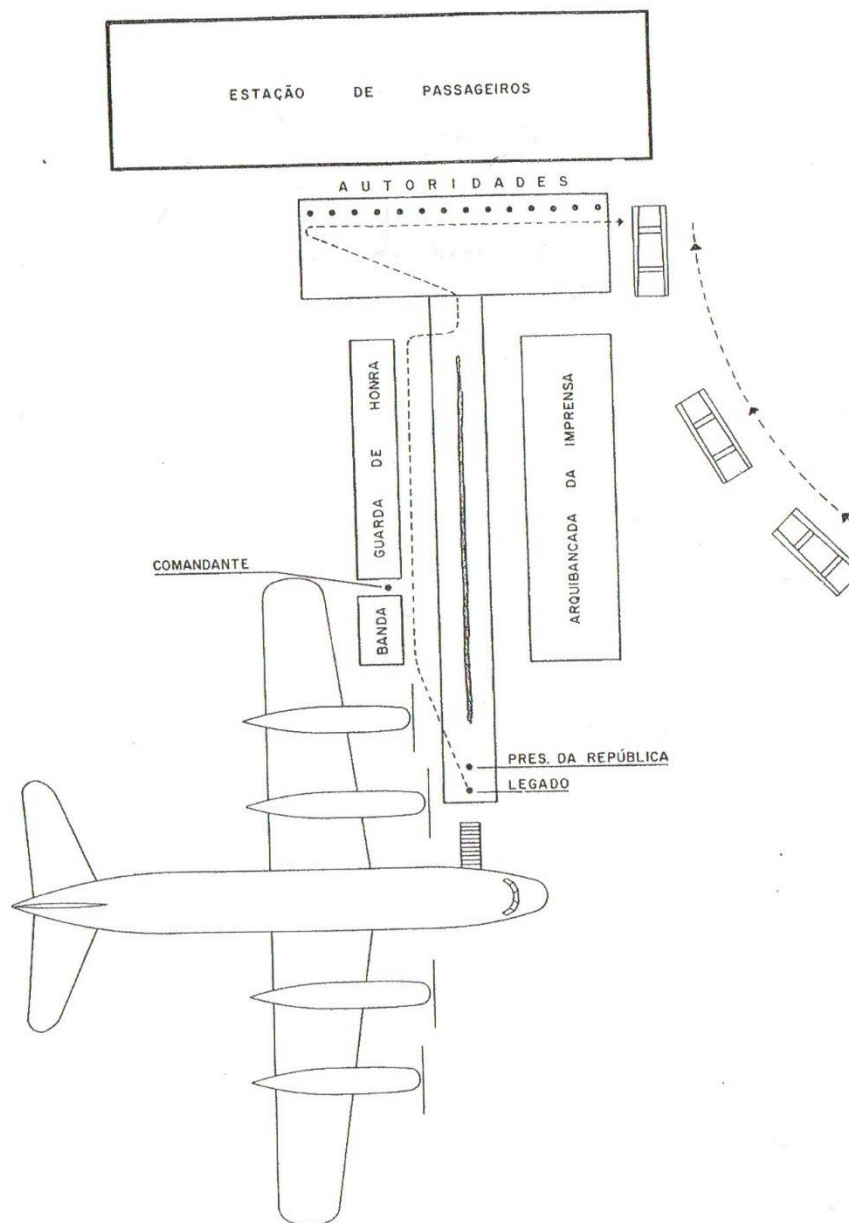 ESTAÇÃO DE PASSAGEIROS
AUTORIDADES
GUARDA DE HONRA
ARQUIBANCADA DA IMPRENSA
COMANDANTE
BANDA
PRES. DA REPÚBLICA
LEGADO